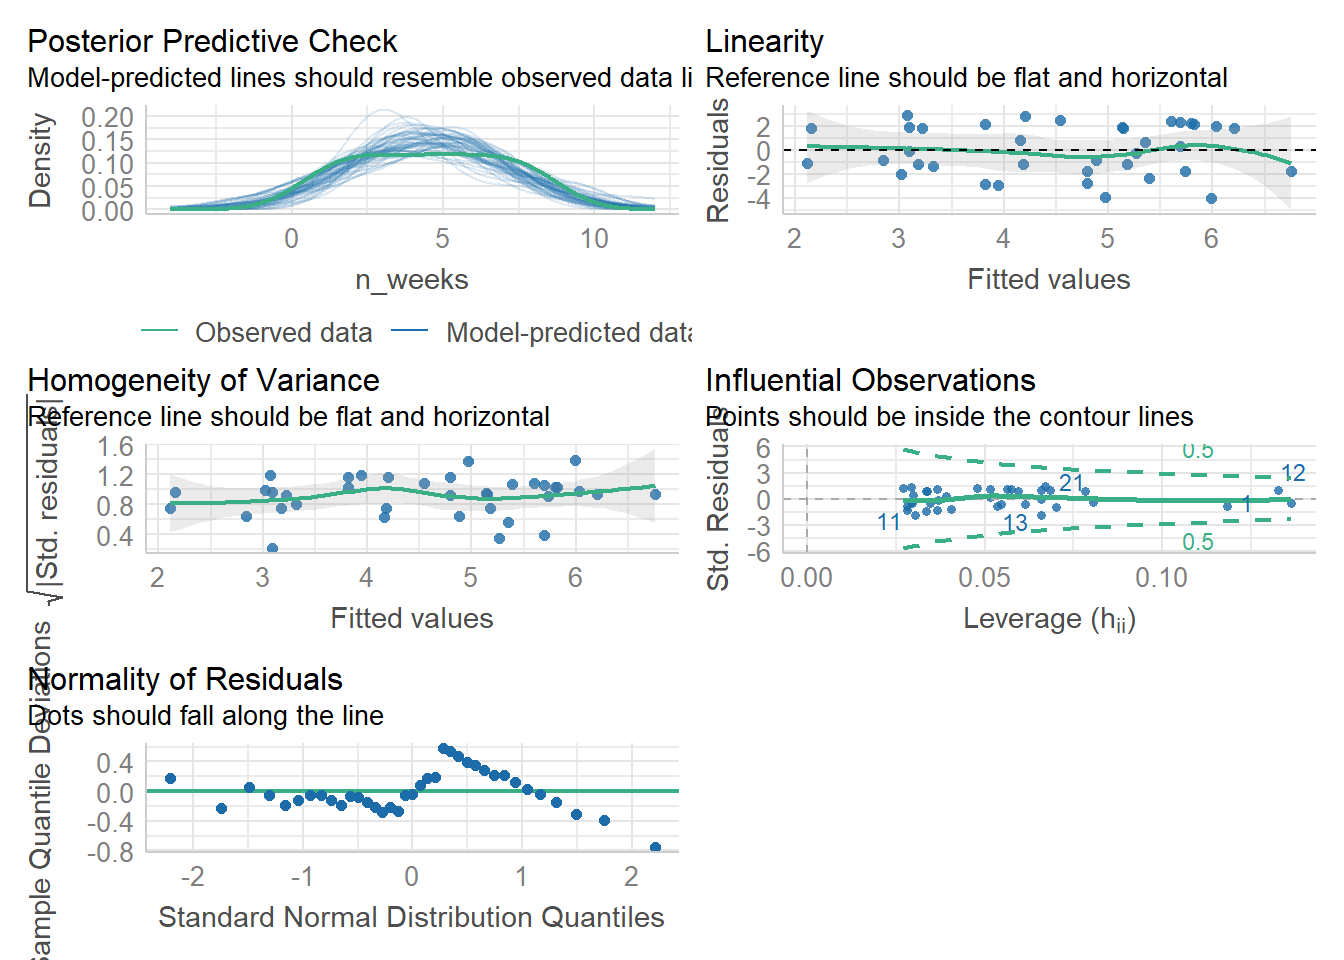 Posterior Predictive Check
Model-predicted lines should resemble observed data li
Density
0.20
0.15
0.10
0.05
0.00
0 5 10
n_weeks
Observed data Model-predicted data
Linearity
Reference line should be flat and horizontal
Residuals
2
0
-2
-4
2 3 4 5 6
Fitted values
Homogeneity of Variance
Reference line should be flat and horizontal
√|Std. residuals|
1.6
1.2
0.8
0.4
2 3 4 5 6
Fitted values
Influential Observations
Points should be inside the contour lines
Std. Residuals
6
3
0
-3
-6
0.5
12
21
1
11
13
0.5
0.00 0.05 0.10
Leverage (hii)
Normality of Residuals
Dots should fall along the line
Sample Quantile Deviations
0.4
0.0
-0.4
-0.8
-2 -1 0 1 2
Standard Normal Distribution Quantiles